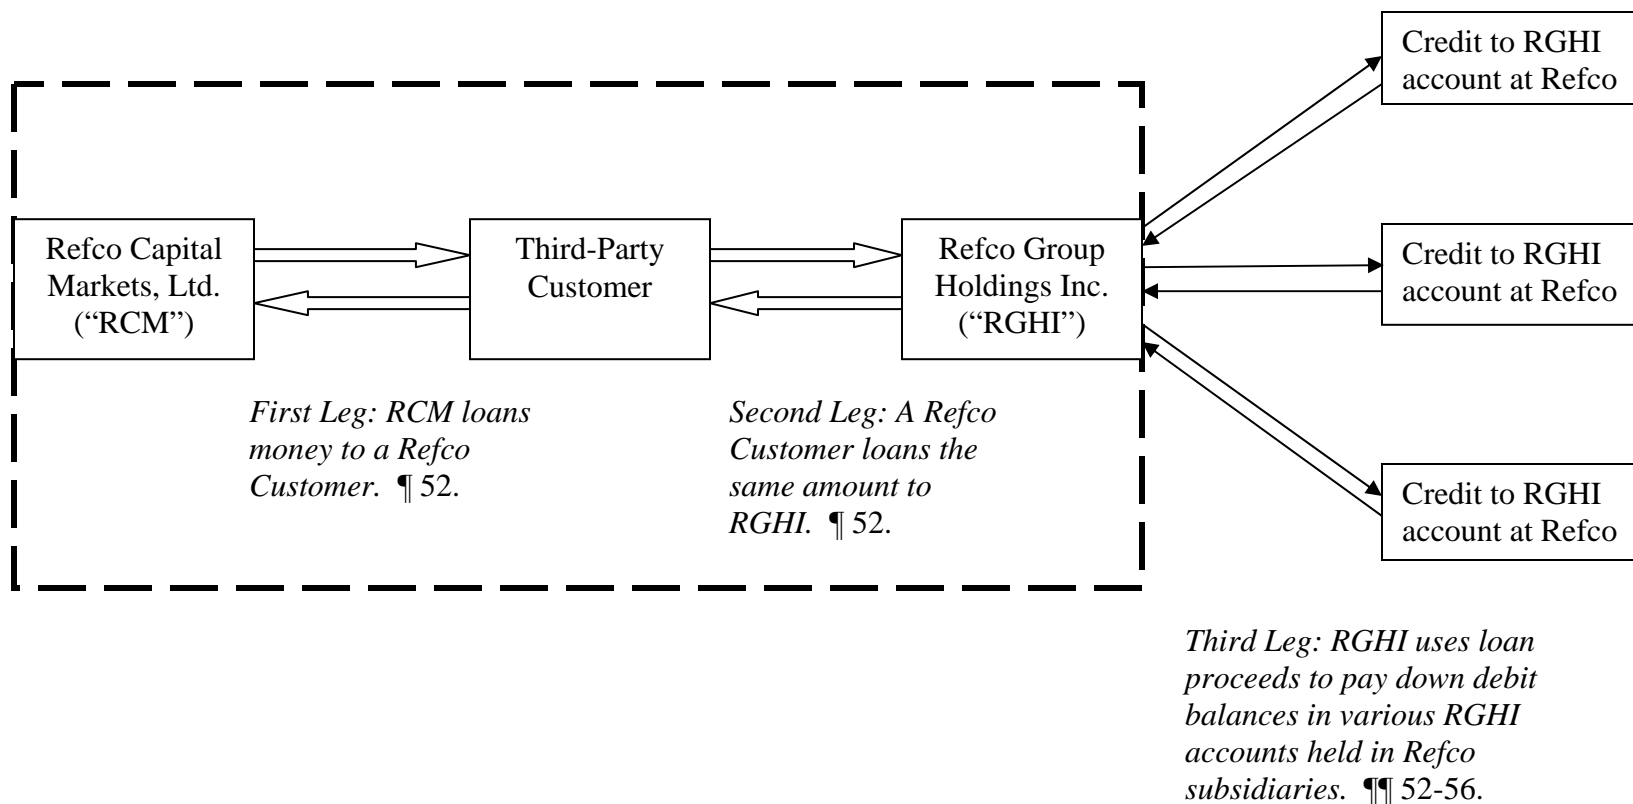 Credit to RGHI
account at Refco
Refco Capital
Markets, Ltd.
(“RCM”)
Third-Party
Customer
Refco Group
Holdings Inc.
(“RGHI”)
Credit to RGHI
account at Refco
First Leg: RCM loans
money to a Refco
Customer. ¶ 52.
Second Leg: A Refco
Customer loans the
same amount to
RGHI. ¶ 52.
Credit to RGHI
account at Refco
Third Leg: RGHI uses loan
proceeds to pay down debit
balances in various RGHI
accounts held in Refco
subsidiaries. ¶¶ 52-56.